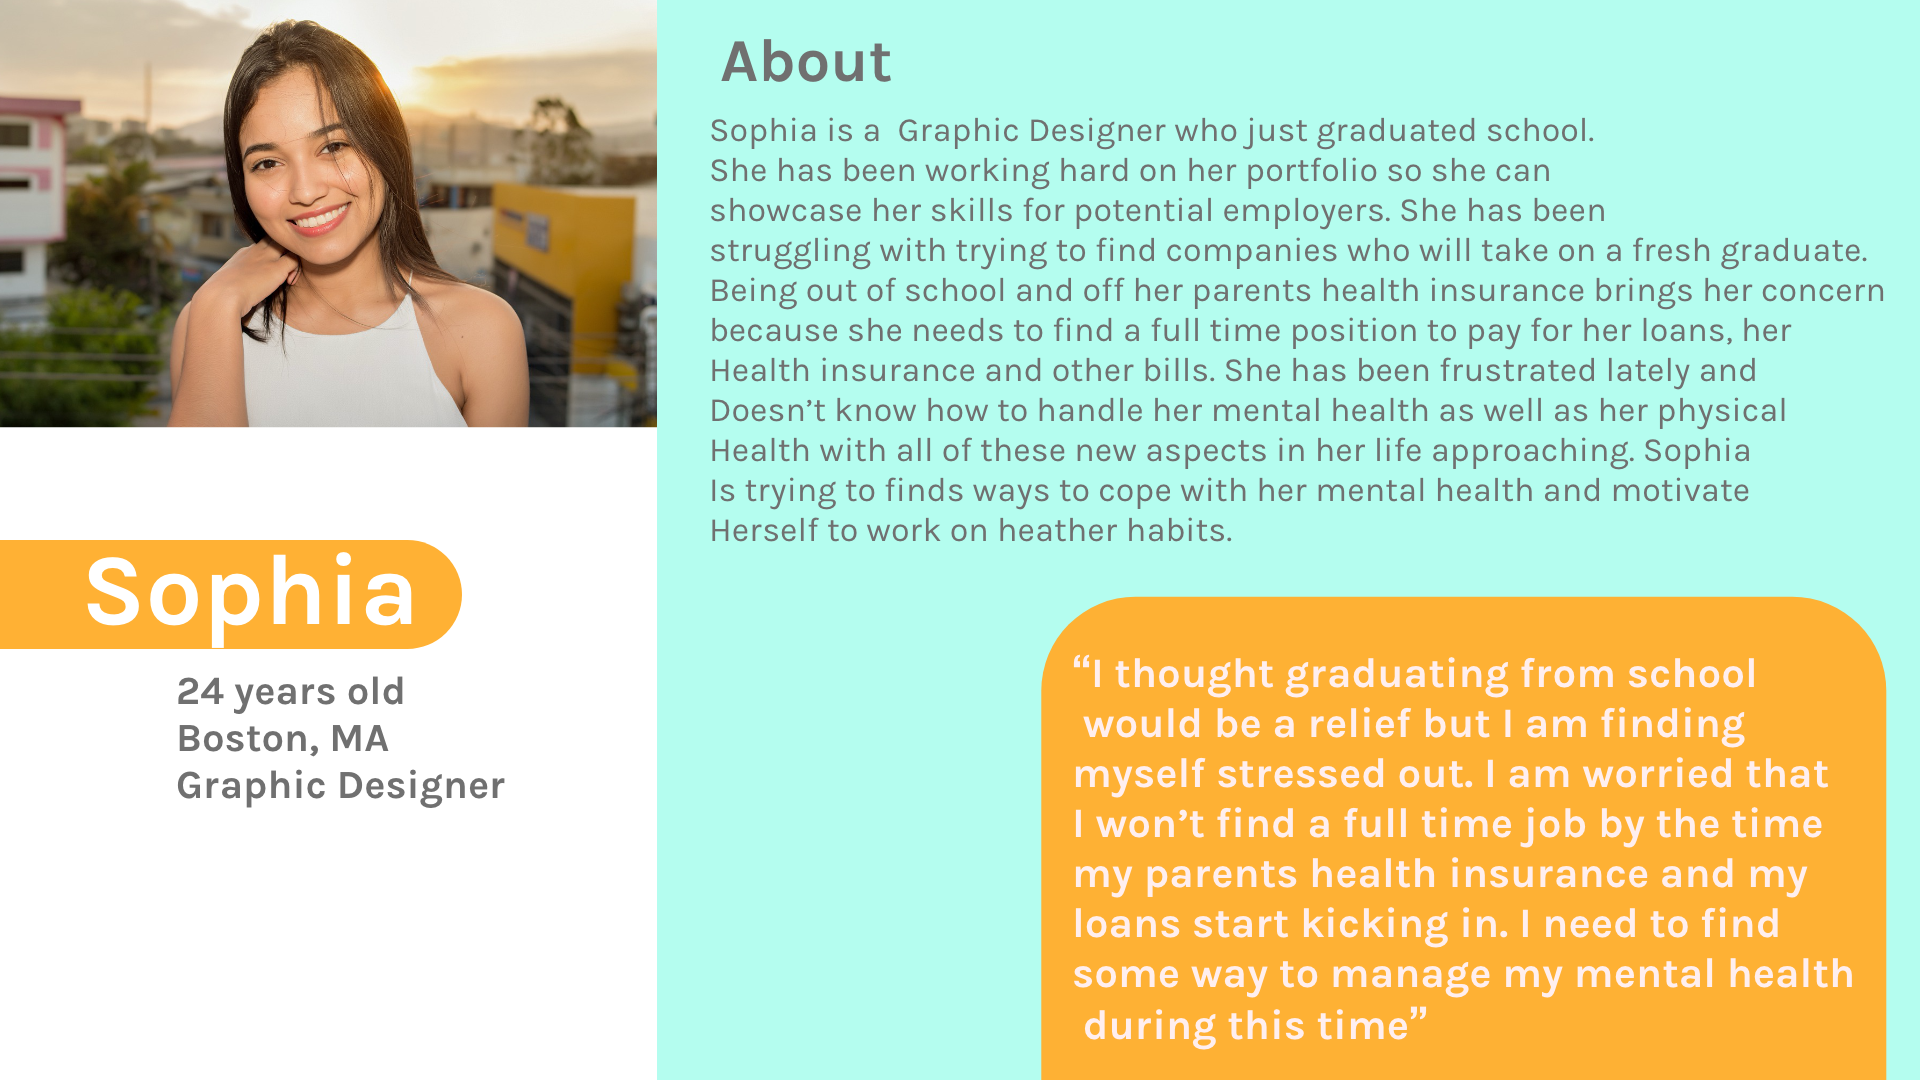 About
Sophia is a  Graphic Designer who just graduated school.
She has been working hard on her portfolio so she can
showcase her skills for potential employers. She has been
struggling with trying to find companies who will take on a fresh graduate.
Being out of school and off her parents health insurance brings her concern
because she needs to find a full time position to pay for her loans, her
Health insurance and other bills. She has been frustrated lately and
Doesn’t know how to handle her mental health as well as her physical
Health with all of these new aspects in her life approaching. Sophia
Is trying to finds ways to cope with her mental health and motivate
Herself to work on heather habits.
Sophia
24 years old
Boston, MA
Graphic Designer
“I thought graduating from school
would be a relief but I am finding
myself stressed out. I am worried that
I won’t find a full time job by the time
my parents health insurance and my
loans start kicking in. I need to find
some way to manage my mental health
during this time”